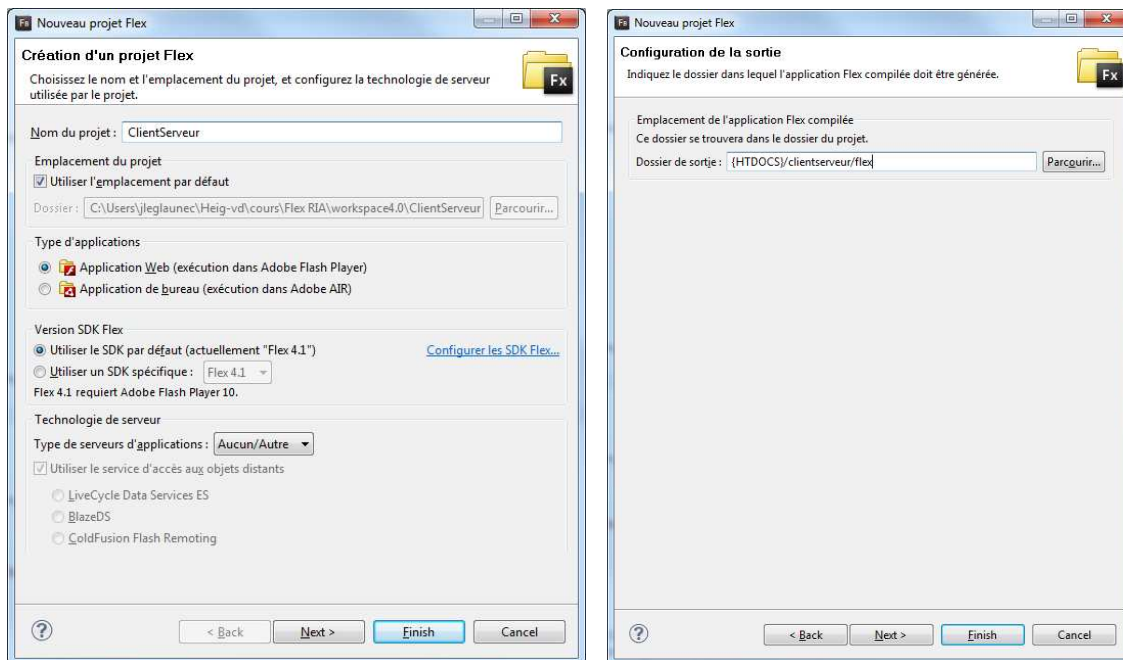 Nouveau projet Flex
Création d'un projet Flex
Choisissez le nom et l'emplacement du projet, et configurez la technologie de serveur
utilisée par le projet.
Fx
Nom du projet : ClientServeur
Emplacement du projet
Utiliser l'emplacement par défaut
Dossier : C:\Users\jleglaunec\Heig-vd\cours\Flex RIA\workspace4.0\ClientServeur Parcourir...
Type d'applications
Application Web (exécution dans Adobe Flash Player)
Application de bureau (exécution dans Adobe AIR)
Version SDK Flex
Utiliser le SDK par défaut (actuellement "Flex 4.1") Configurer les SDK Flex...
Utiliser un SDK spécifique : Flex 4.1
Flex 4.1 requiert Adobe Flash Player 10.
Technologie de serveur
Type de serveurs d'applications : Aucun/Autre
Utiliser le service d'accès aux objets distants
LiveCycle Data Services ES
BlazeDS
ColdFusion Flash Remoting
? < Back Next > Finish Cancel
Nouveau projet Flex
Configuration de la sortie
Indiquez le dossier dans lequel l'application Flex compilée doit être générée.
Fx
Emplacement de l'application Flex compilée
Ce dossier se trouvera dans le dossier du projet.
Dossier de sortie : {HTDOCS}/clientserveur/flex Parcourir...
? < Back Next > Finish Cancel